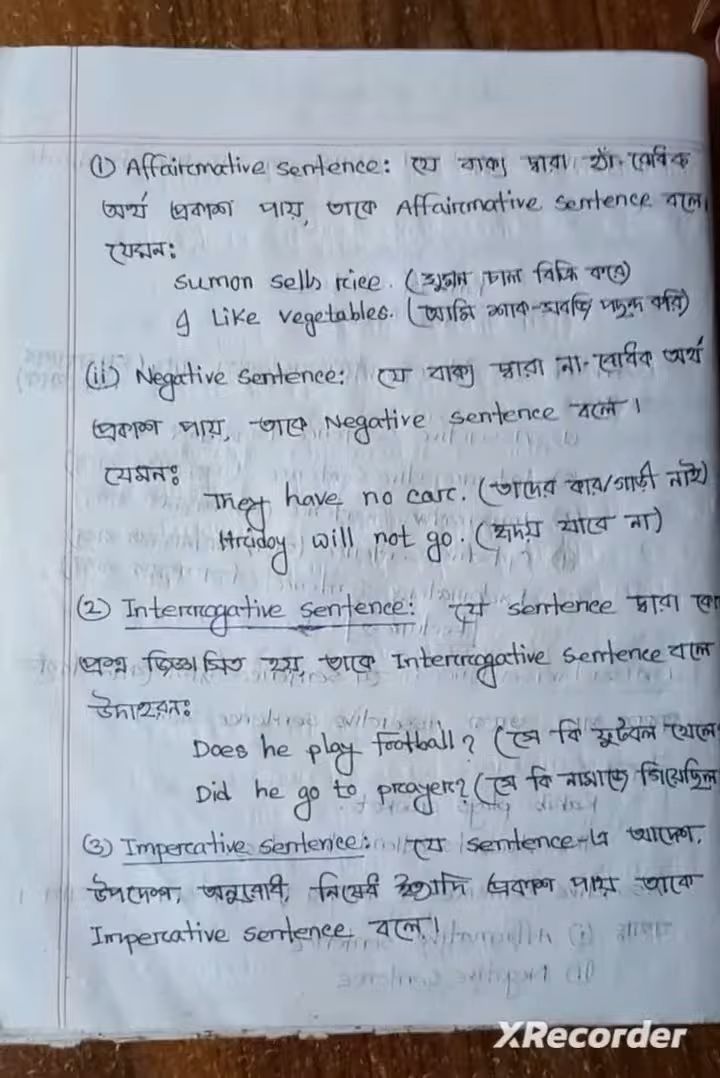 (i) Affairmative sentence: যে বাক্য দ্বারা হ্যাঁ-বোধক
অর্থ প্রকাশ পায়, তাকে Affairmative sentence বলে।
যেমন:
sumon sells rice. (সুমন চাল বিক্রি করে)
I Like vegetables. (আমি শাক-সবজি পছন্দ করি)
(ii) Negative sentence: যে বাক্য দ্বারা না-বোধক অর্থ
প্রকাশ পায়, তাকে Negative sentence বলে।
যেমনঃ
They have no car. (তাদের কার/গাড়ী নাই)
Hridoy will not go. (হৃদয় যাবে না)
(2) Interrogative sentence: যে sentence দ্বারা কো
প্রশ্ন জিজ্ঞাসিত হয়, তাকে Interrogative sentence বলে
উদাহরনঃ
Does he play football? (সে কি ফুটবল খেলে
Did he go to prayer? (সে কি নামাজে গিয়েছিল
(3) Imperative sentence: যে sentence-এ আদেশ,
উপদেশ, অনুরোধ, নিষেধ ইত্যাদি প্রকাশ পায় তাকে
Imperative sentence বলে।
XRecorder